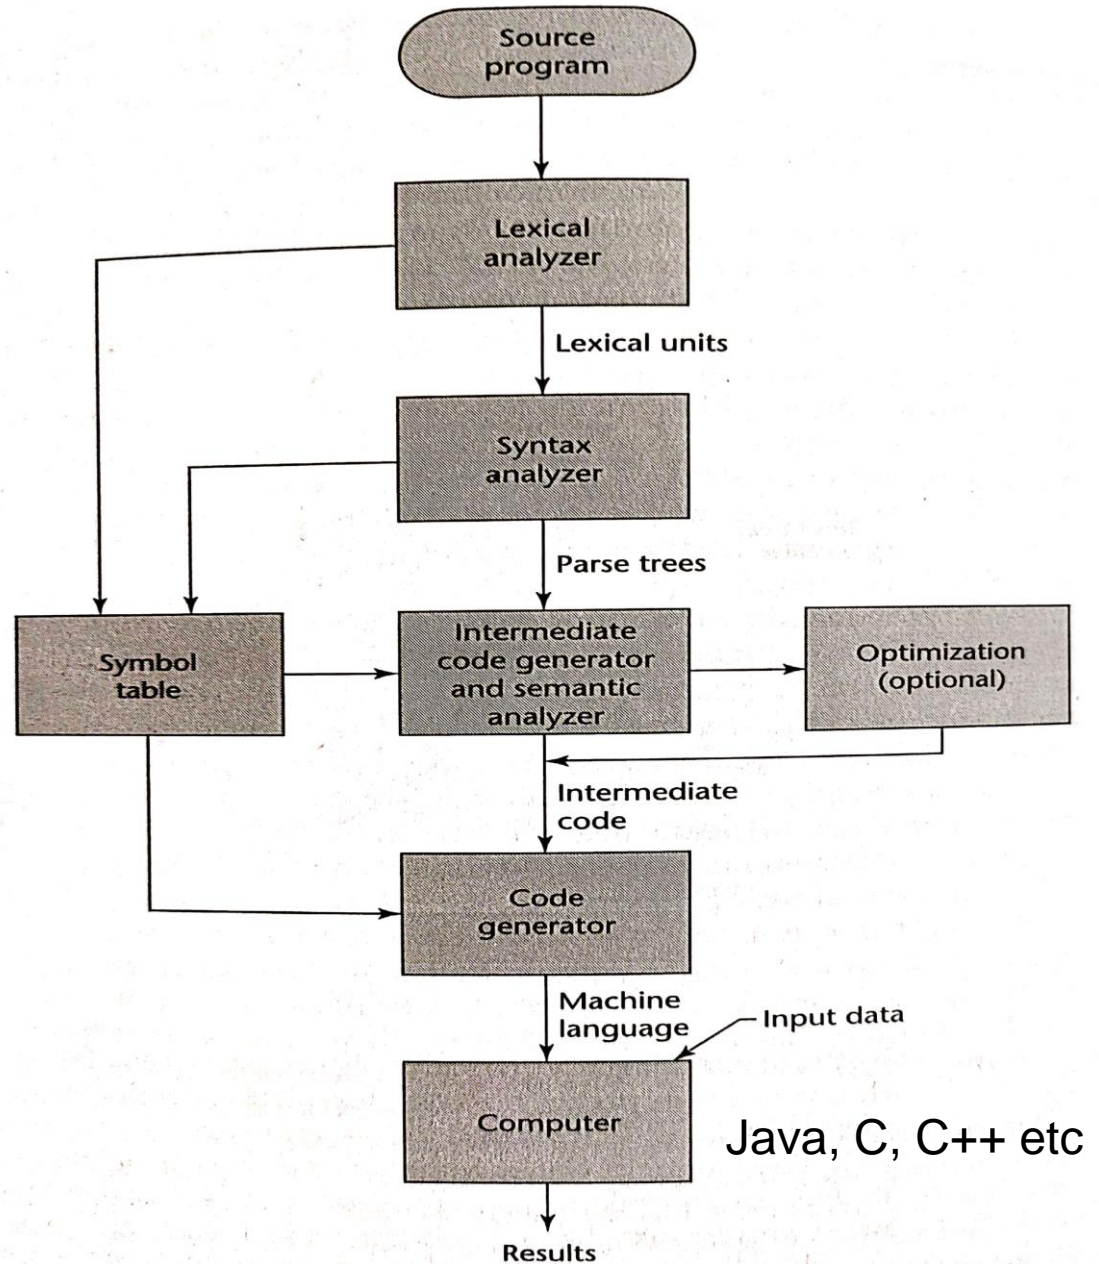 Source
program
Lexical
analyzer
Lexical units
Syntax
analyzer
Parse trees
Symbol
table
Intermediate
code generator
and semantic
analyzer
Optimization
(optional)
Intermediate
code
Code
generator
Machine
language
Input data
Computer
Java, C, C++ etc
Results